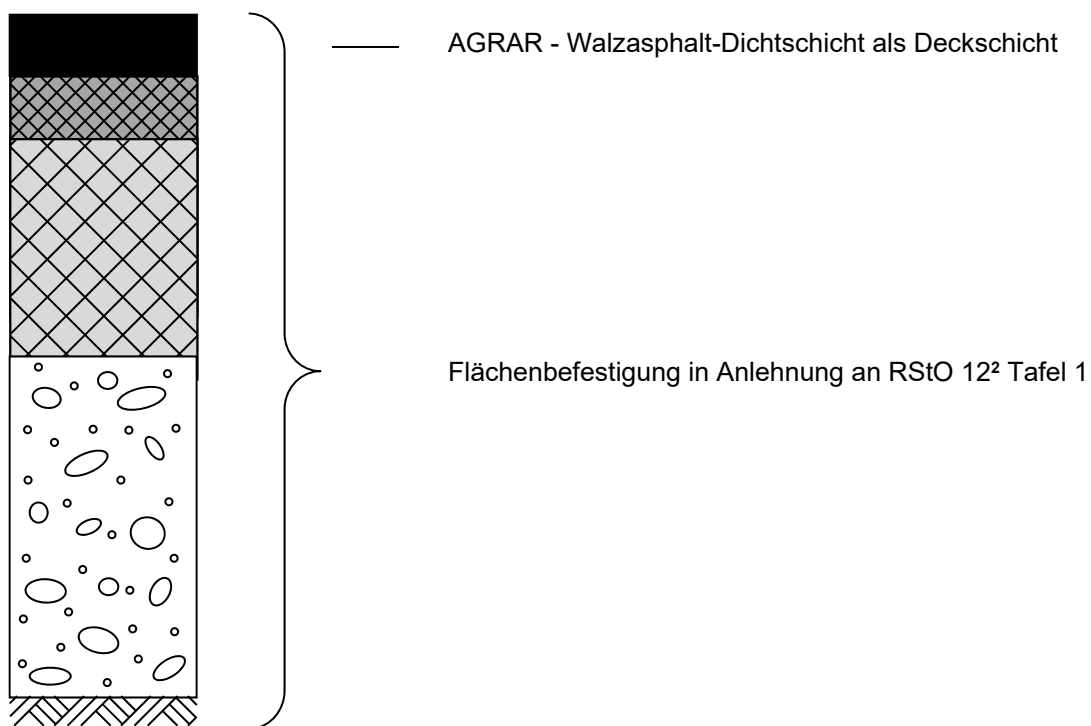 AGRAR - Walzasphalt-Dichtschicht als Deckschicht
Flächenbefestigung in Anlehnung an RStO 12² Tafel 1